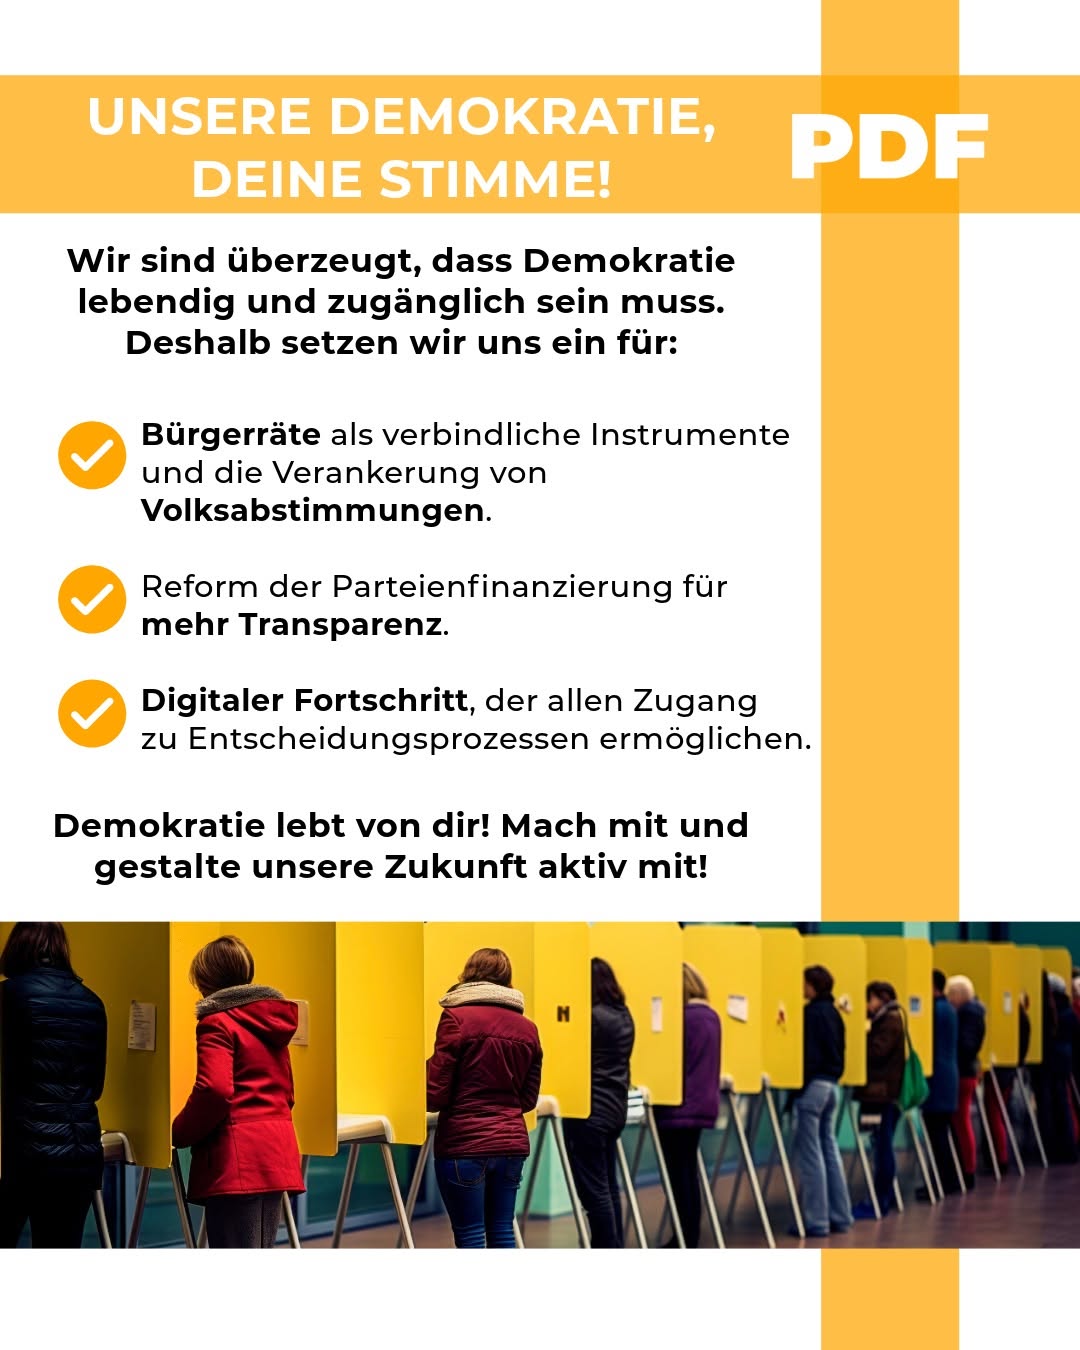 UNSERE DEMOKRATIE,
DEINE STIMME!
PDF
Wir sind überzeugt, dass Demokratie
lebendig und zugänglich sein muss.
Deshalb setzen wir uns ein für:
Bürgerräte als verbindliche Instrumente
und die Verankerung von
Volksabstimmungen.
Reform der Parteienfinanzierung für
mehr Transparenz.
Digitaler Fortschritt, der allen Zugang
zu Entscheidungsprozessen ermöglichen.
Demokratie lebt von dir! Mach mit und
gestalte unsere Zukunft aktiv mit!